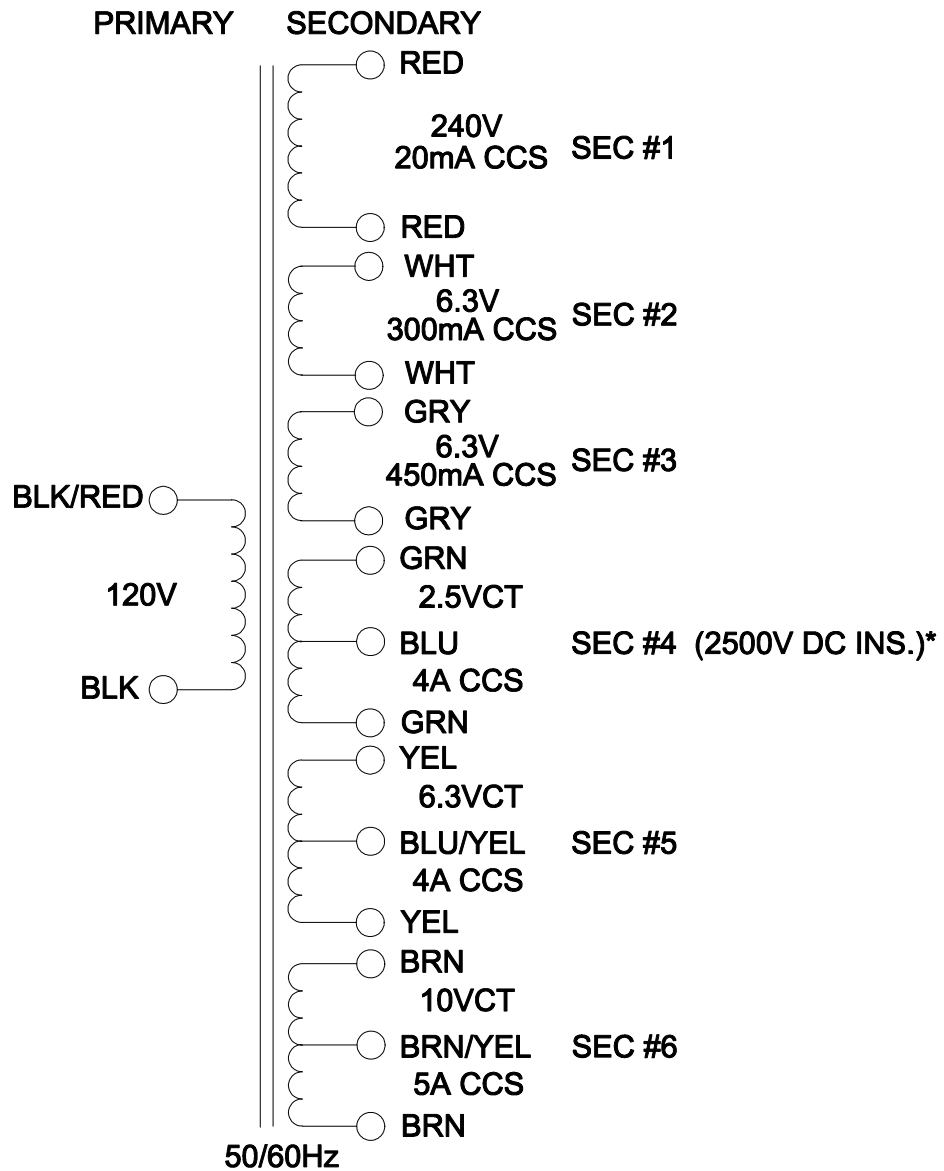 PRIMARY SECONDARY
RED
240V
20mA CCS SEC #1
RED
WHT
6.3V
300mA CCS SEC #2
WHT
GRY
6.3V
450mA CCS SEC #3
GRY
BLK/RED
120V
BLK
GRN
2.5VCT
BLU SEC #4 (2500V DC INS.)*
4A CCS
GRN
YEL
6.3VCT
BLU/YEL SEC #5
4A CCS
YEL
BRN
10VCT
BRN/YEL SEC #6
5A CCS
BRN
50/60Hz